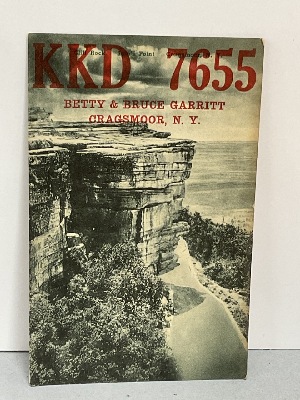 KKD 7655
BETTY & BRUCE GARRITT
CRAGSMOOR, N. Y.